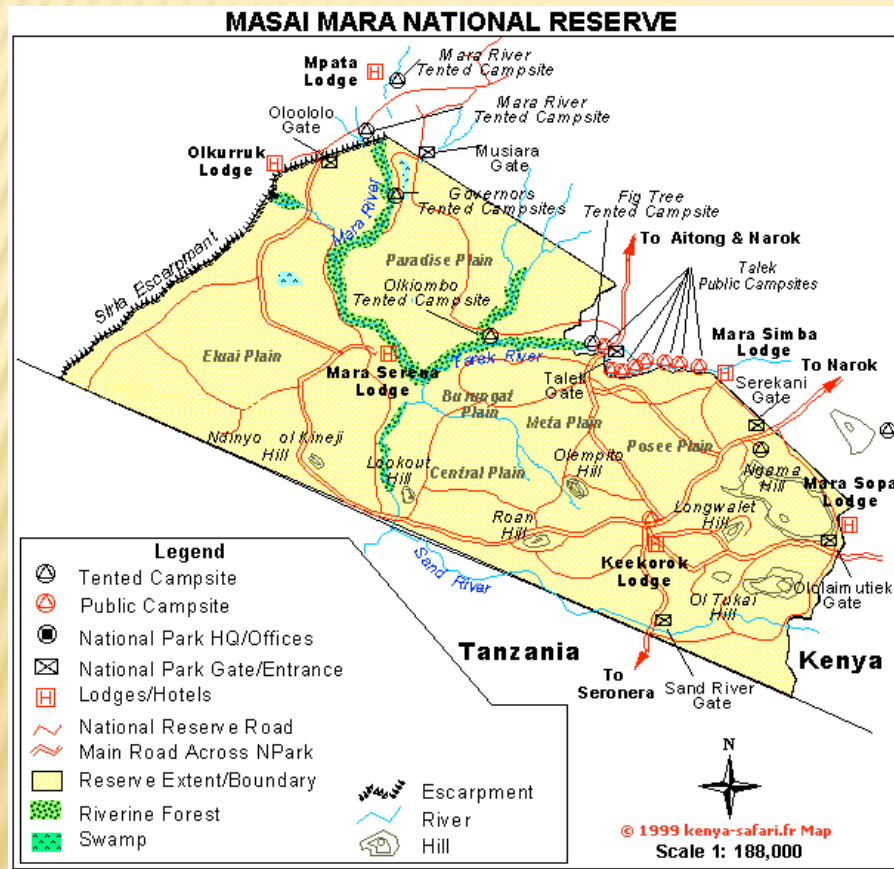 MASAI MARA NATIONAL RESERVE
Mpata
Lodge
Mara River
Tented Campsite
Oloololo
Gate
Mara River
Tented Campsite
Olkurruk
Lodge
Musiara
Gate
Governors
Tented Campsites
Fig Tree
Tented Campsite
Mara River
To Aitong & Narok
Siria Escarpment
Paradise Plain
Talek
Public Campsites
Olkiombo
Tented Campsite
Mara Simba
Lodge
Ekuai Plain
Mara Serena
Lodge
Tarek River
To Narok
Talek
Gate
Serekani
Gate
Burungat
Plain
Meta Plain
Posee Plain
Ndinyo ol Kineji
Hill
Lookout
Hill
Central Plain
Olempito
Hill
Ngama
Hill
Mara Sopa
Lodge
Roan
Hill
Longwalet
Hill
Keekorok
Lodge
Sand River
Ol Tukai
Hill
Ololaimutiek
Gate
Tanzania
Kenya
To
Seronera
Sand River
Gate
Legend
Tented Campsite
Public Campsite
National Park HQ/Offices
National Park Gate/Entrance
H Lodges/Hotels
National Reserve Road
Main Road Across NPark
Reserve Extent/Boundary
Riverine Forest
Swamp
Escarpment
River
Hill
N
© 1999 kenya-safari.fr Map
Scale 1: 188,000